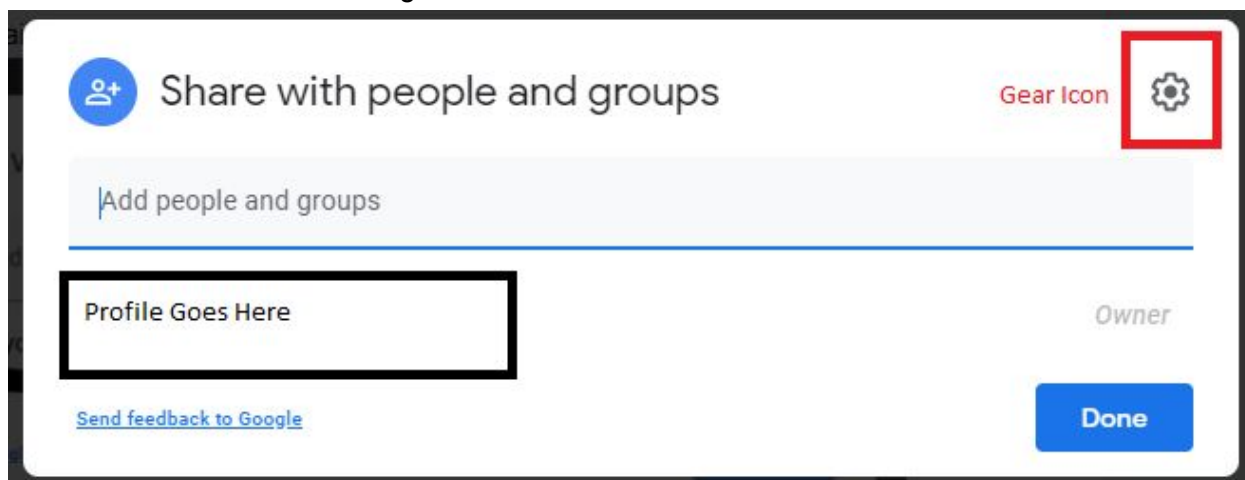 Share with people and groups
Gear Icon
Add people and groups
Profile Goes Here
Owner
Send feedback to Google
Done